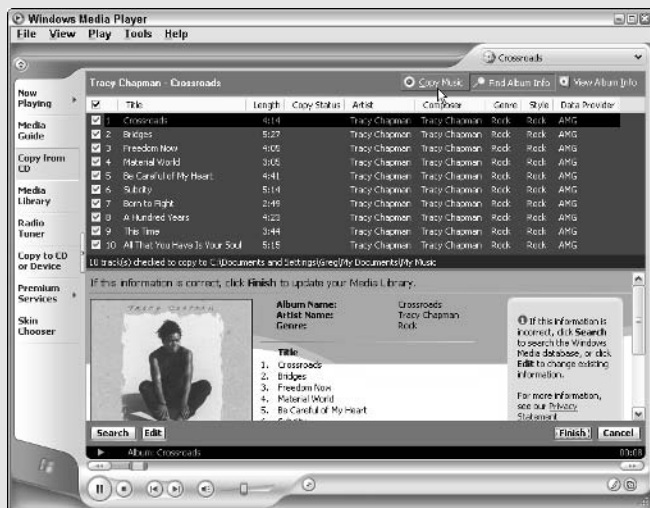 Windows Media Player
File View Play Tools Help
Crossroads
Tracy Chapman - Crossroads
Copy Music Find Album Info View Album Info
Now Playing
Media Guide
Copy from CD
Media Library
Radio Tuner
Copy to CD or Device
Premium Services
Skin Chooser
Title Length Copy Status Artist Composer Genre Style Data Provider
1 Crossroads 4:14 Tracy Chapman Tracy Chapman Rock Rock AMG
2 Bridges 5:27 Tracy Chapman Tracy Chapman Rock Rock AMG
3 Freedom Now 4:05 Tracy Chapman Tracy Chapman Rock Rock AMG
4 Material World 3:05 Tracy Chapman Tracy Chapman Rock Rock AMG
5 Be Careful of My Heart 4:41 Tracy Chapman Tracy Chapman Rock Rock AMG
6 Subcity 5:14 Tracy Chapman Tracy Chapman Rock Rock AMG
7 Born to Fight 2:49 Tracy Chapman Tracy Chapman Rock Rock AMG
8 A Hundred Years 4:23 Tracy Chapman Tracy Chapman Rock Rock AMG
9 This Time 3:44 Tracy Chapman Tracy Chapman Rock Rock AMG
10 All That You Have Is Your Soul 5:15 Tracy Chapman Tracy Chapman Rock Rock AMG
10 track(s) checked to copy to C:\Documents and Settings\Greg\My Documents\My Music
If this information is correct, click Finish to update your Media Library.
TRACY CHAPMAN
Album Name: Crossroads
Artist Name: Tracy Chapman
Genre: Rock
Title
1. Crossroads
2. Bridges
3. Freedom Now
4. Material World
5. Be Careful of My Heart
If this information is
incorrect, click Search
to search the Windows
Media database, or click
Edit to change existing
information.
For more information,
see our Privacy
Statement
Search Edit Finish Cancel
Album: Crossroads 00:08